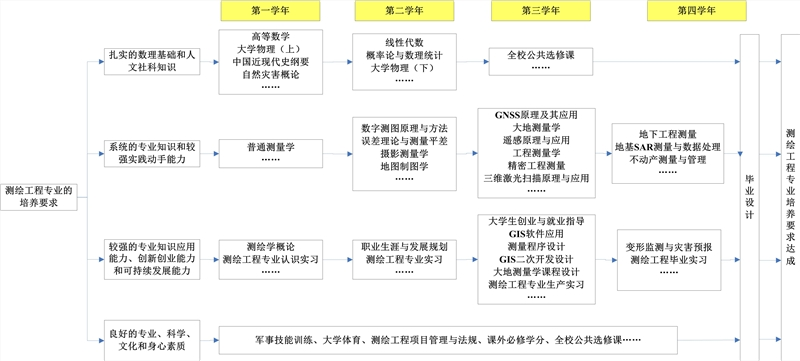 第一学年
第二学年
第三学年
第四学年
测绘工程专业的
培养要求
扎实的数理基础和人
文社科知识
高等数学
大学物理（上）
中国近现代史纲要
自然灾害概论
……
线性代数
概率论与数理统计
大学物理（下）
……
全校公共选修课
……
系统的专业知识和较
强实践动手能力
普通测量学
……
数字测图原理与方法
误差理论与测量平差
摄影测量学
地图制图学
……
GNSS原理及其应用
大地测量学
遥感原理与应用
工程测量学
精密工程测量
三维激光扫描原理与应用
……
地下工程测量
地基SAR测量与数据处理
不动产测量与管理
……
较强的专业知识应用
能力、创新创业能力
和可持续发展能力
测绘学概论
测绘工程专业认识实习
……
职业生涯与发展规划
测绘工程专业实习
……
大学生创业与就业指导
GIS软件应用
测量程序设计
GIS二次开发设计
大地测量学课程设计
测绘工程专业生产实习
……
变形监测与灾害预报
测绘工程毕业实习
……
良好的专业、科学、
文化和身心素质
军事技能训练、大学体育、测绘工程项目管理与法规、课外必修学分、全校公共选修课……
毕业设计
测绘工程专业培养要求达成